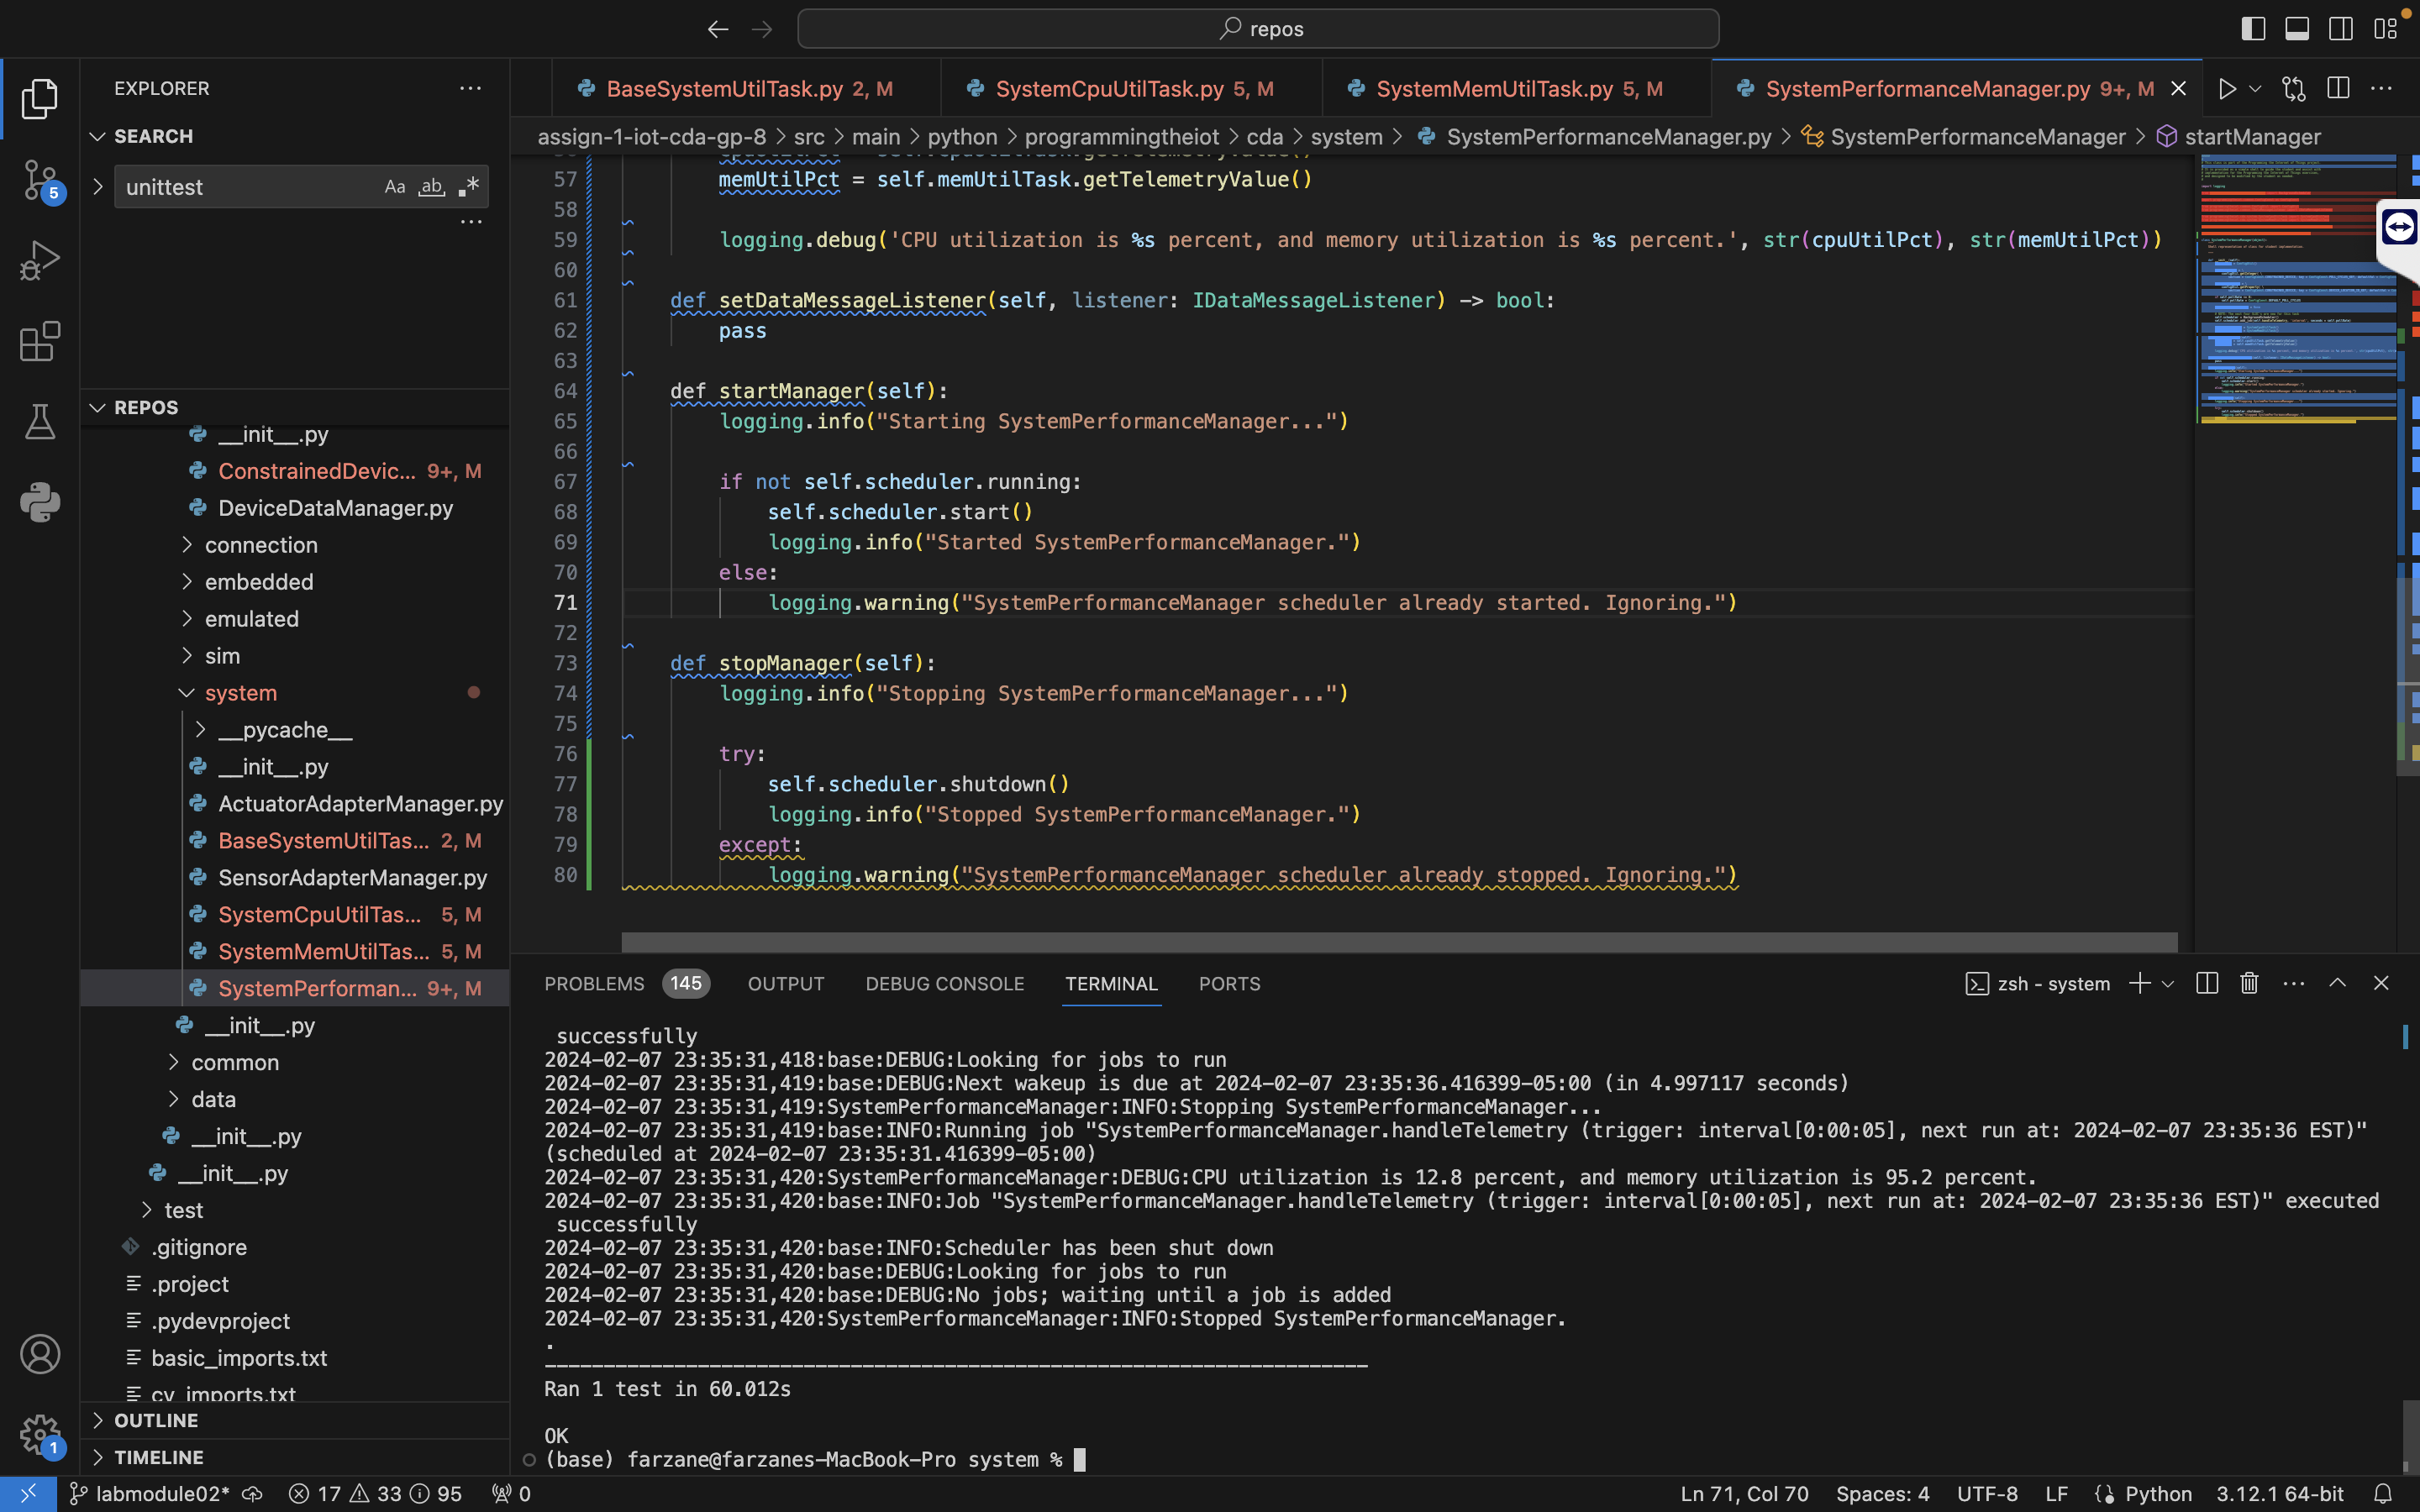 repos
EXPLORER
SEARCH
unittest
Aa ab .*
REPOS
__init__.py
ConstrainedDevic... 9+, M
DeviceDataManager.py
connection
embedded
emulated
sim
system
__pycache__
__init__.py
ActuatorAdapterManager.py
BaseSystemUtilTas... 2, M
SensorAdapterManager.py
SystemCpuUtilTas... 5, M
SystemMemUtilTas... 5, M
SystemPerforman... 9+, M
__init__.py
common
data
__init__.py
__init__.py
test
.gitignore
.project
.pydevproject
basic_imports.txt
cv_imports.txt
OUTLINE
TIMELINE
5
1
BaseSystemUtilTask.py 2, M
SystemCpuUtilTask.py 5, M
SystemMemUtilTask.py 5, M
SystemPerformanceManager.py 9+, M
assign-1-iot-cda-gp-8 > src > main > python > programmingtheiot > cda > system > SystemPerformanceManager.py > SystemPerformanceManager > startManager
57 memUtilPct = self.memUtilTask.getTelemetryValue()
58
59 logging.debug('CPU utilization is %s percent, and memory utilization is %s percent.', str(cpuUtilPct), str(memUtilPct))
60
61 def setDataMessageListener(self, listener: IDataMessageListener) -> bool:
62 pass
63
64 def startManager(self):
65 logging.info("Starting SystemPerformanceManager...")
66
67 if not self.scheduler.running:
68 self.scheduler.start()
69 logging.info("Started SystemPerformanceManager.")
70 else:
71 logging.warning("SystemPerformanceManager scheduler already started. Ignoring.")
72
73 def stopManager(self):
74 logging.info("Stopping SystemPerformanceManager...")
75
76 try:
77 self.scheduler.shutdown()
78 logging.info("Stopped SystemPerformanceManager.")
79 except:
80 logging.warning("SystemPerformanceManager scheduler already stopped. Ignoring.")
PROBLEMS 145 OUTPUT DEBUG CONSOLE TERMINAL PORTS
zsh - system
successfully
2024-02-07 23:35:31,418:base:DEBUG:Looking for jobs to run
2024-02-07 23:35:31,419:base:DEBUG:Next wakeup is due at 2024-02-07 23:35:36.416399-05:00 (in 4.997117 seconds)
2024-02-07 23:35:31,419:SystemPerformanceManager:INFO:Stopping SystemPerformanceManager...
2024-02-07 23:35:31,419:base:INFO:Running job "SystemPerformanceManager.handleTelemetry (trigger: interval[0:00:05], next run at: 2024-02-07 23:35:36 EST)"
(scheduled at 2024-02-07 23:35:31.416399-05:00)
2024-02-07 23:35:31,420:SystemPerformanceManager:DEBUG:CPU utilization is 12.8 percent, and memory utilization is 95.2 percent.
2024-02-07 23:35:31,420:base:INFO:Job "SystemPerformanceManager.handleTelemetry (trigger: interval[0:00:05], next run at: 2024-02-07 23:35:36 EST)" executed
successfully
2024-02-07 23:35:31,420:base:INFO:Scheduler has been shut down
2024-02-07 23:35:31,420:base:DEBUG:Looking for jobs to run
2024-02-07 23:35:31,420:base:DEBUG:No jobs; waiting until a job is added
2024-02-07 23:35:31,420:SystemPerformanceManager:INFO:Stopped SystemPerformanceManager.
.
----------------------------------------------------------------------
Ran 1 test in 60.012s
OK
(base) farzane@farzanes-MacBook-Pro system %
labmodule02* 17 33 95 0 Ln 71, Col 70 Spaces: 4 UTF-8 LF Python 3.12.1 64-bit